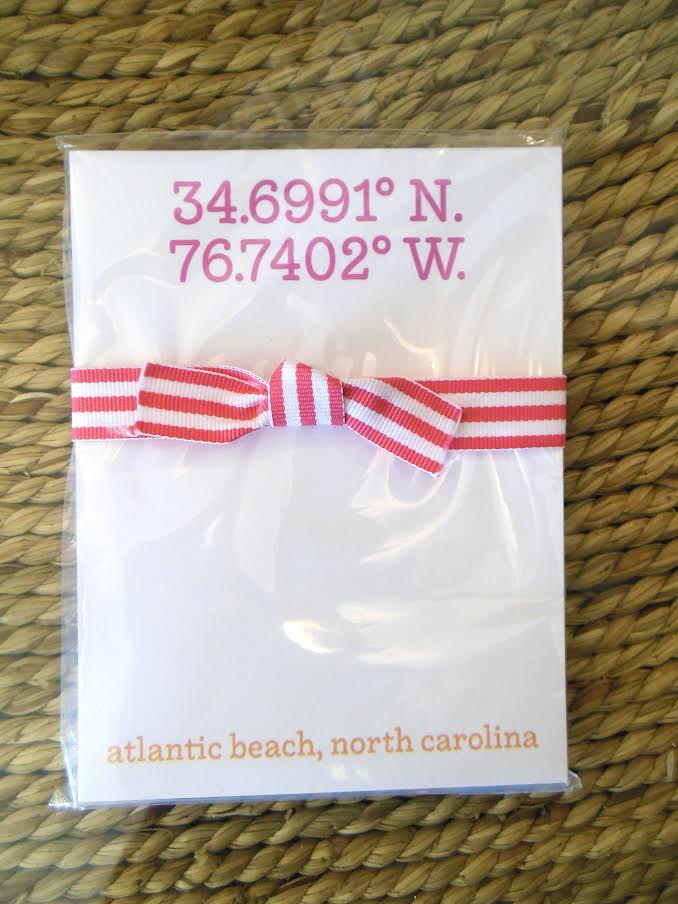 34.6991° N.
76.7402° W.
atlantic beach, north carolina